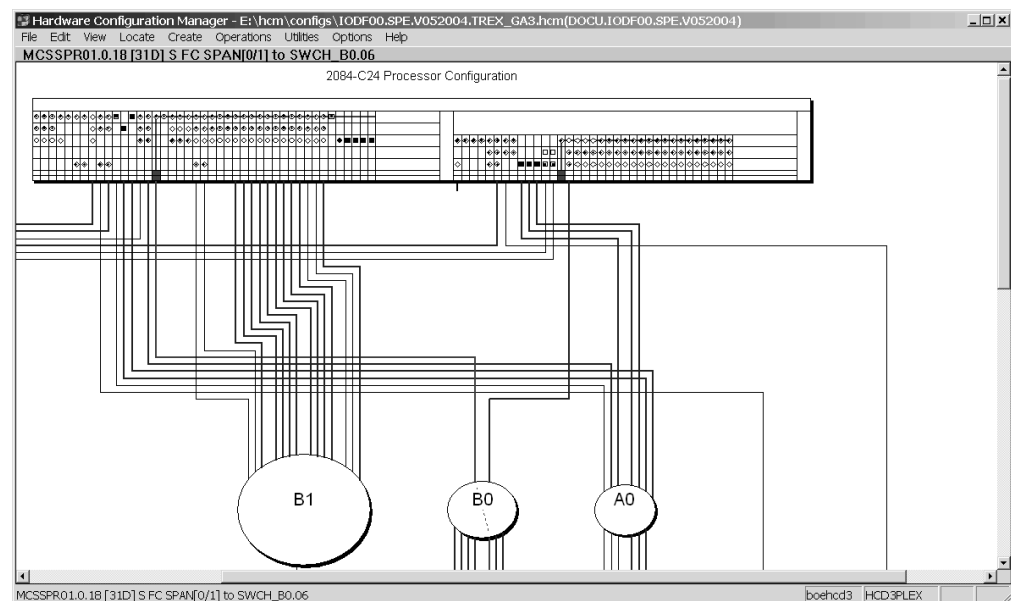 Hardware Configuration Manager - E:\hcm\configs\IODF00.SPE.V052004.TREX_GA3.hcm(DOCU.IODF00.SPE.V052004)
File Edit View Locate Create Operations Utilities Options Help
MCSSPR01.0.18 [31D] S FC SPAN[0/1] to SWCH_B0.06
2084-C24 Processor Configuration
B1 B0 A0
MCSSPR01.0.18 [31D] S FC SPAN[0/1] to SWCH_B0.06 boehcd3 HCD3PLEX